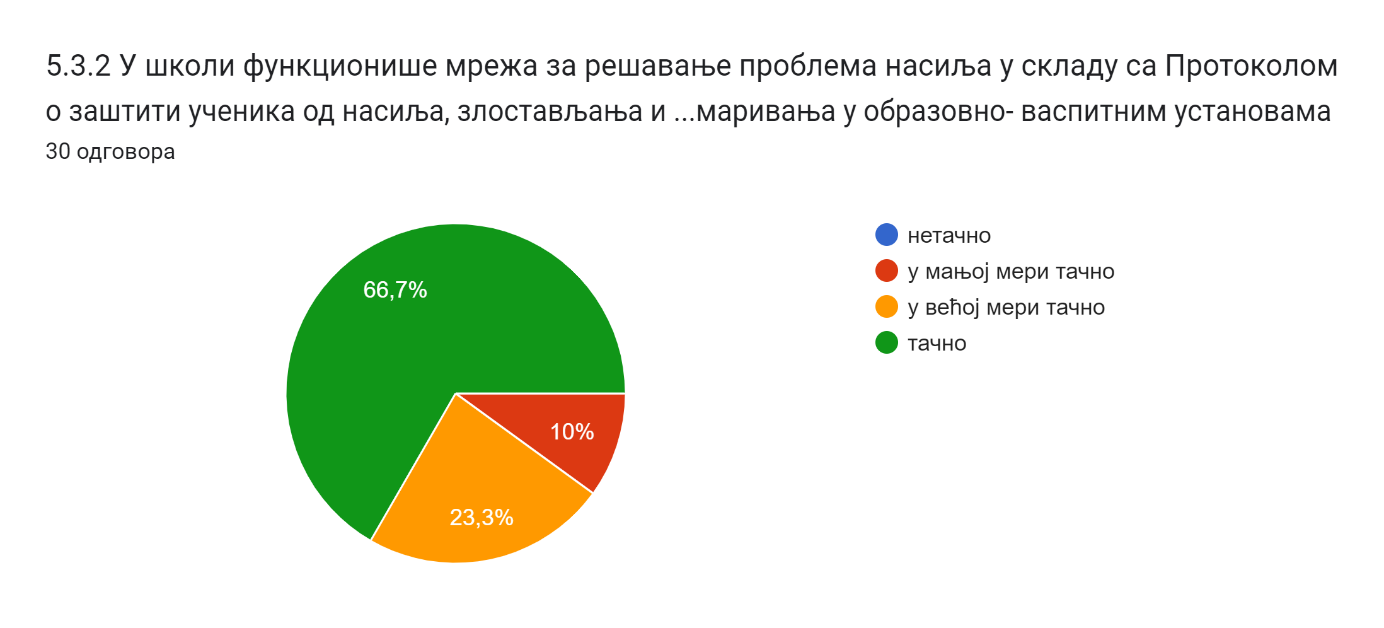 5.3.2 У школи функционише мрежа за решавање проблема насиља у складу са Протоколом
о заштити ученика од насиља, злостављања и ...маривања у образовно- васпитним установама
30 одговора
нетачно
у мањој мери тачно
у већој мери тачно
тачно
66,7%
10%
23,3%